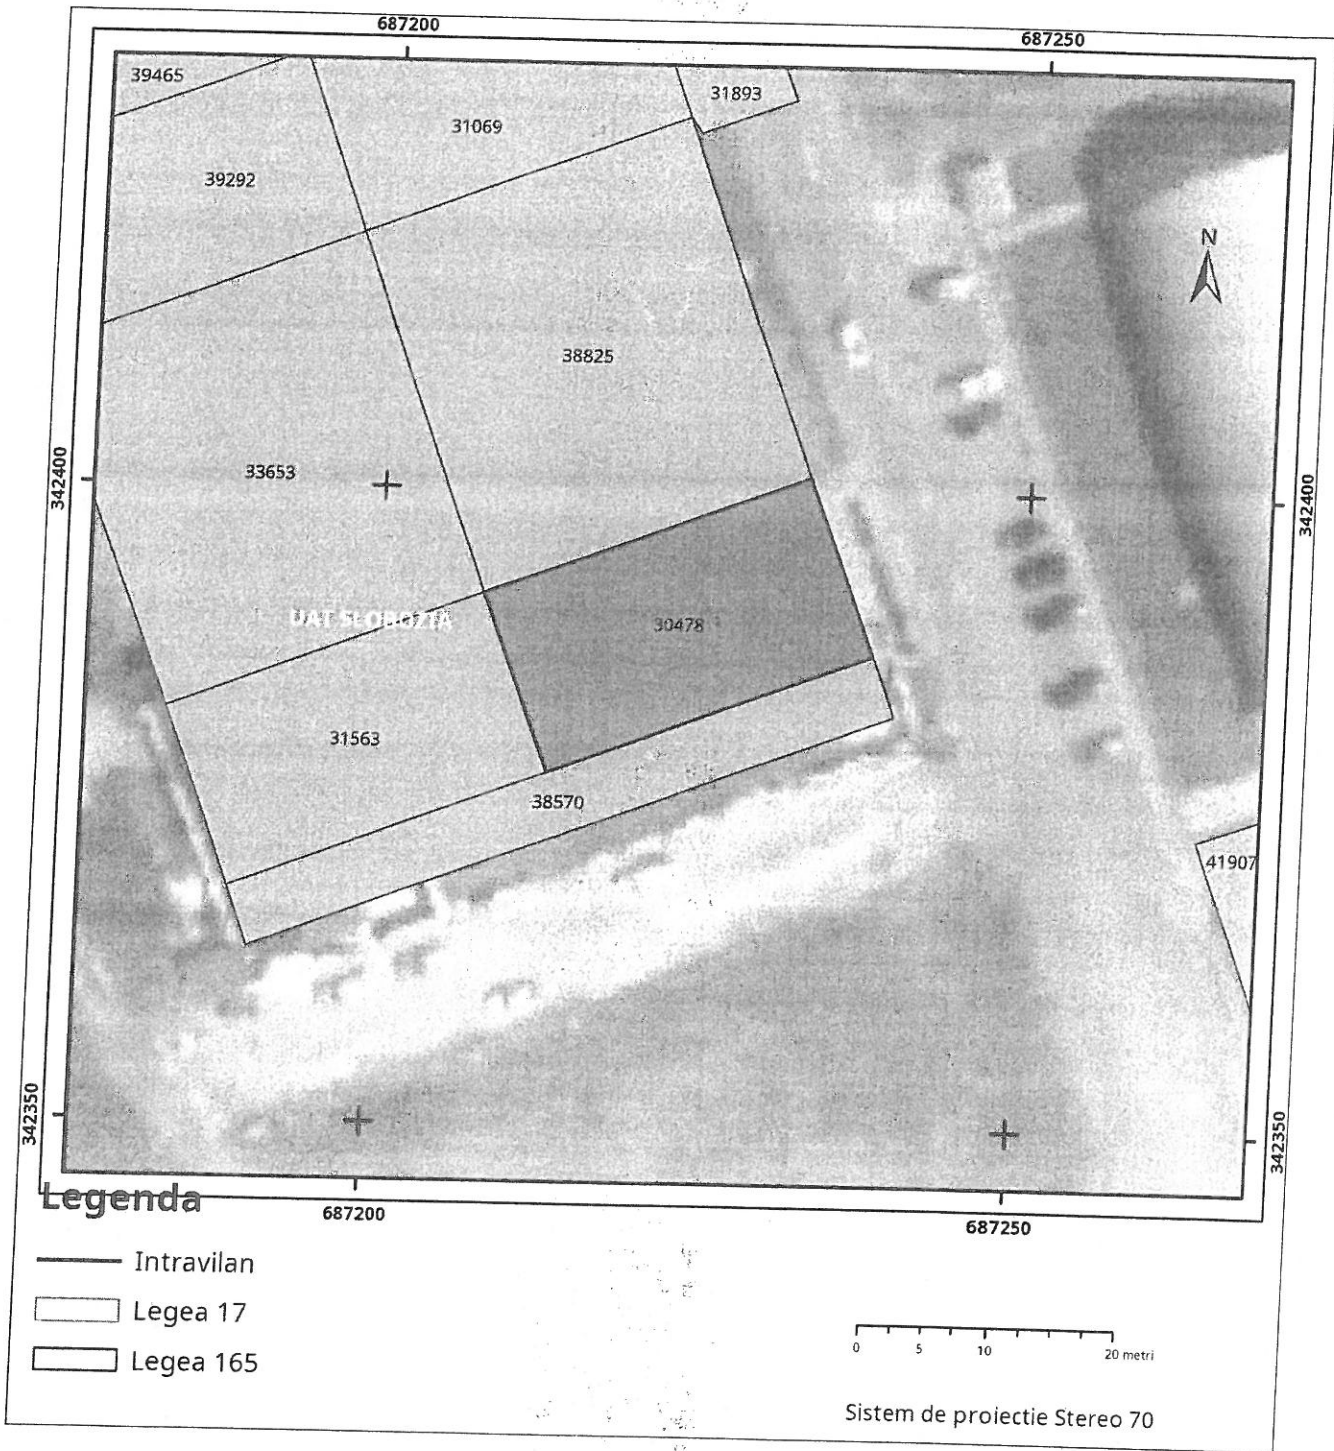 687200
687250
39465
31893
31069
39292
N
38825
342400
33653
342400
UAT SLOBOZIA
30478
31563
38570
41907
342350
342350
Legenda
687200
687250
Intravilan
Legea 17
Legea 165
0 5 10 20 metri
Sistem de proiectie Stereo 70